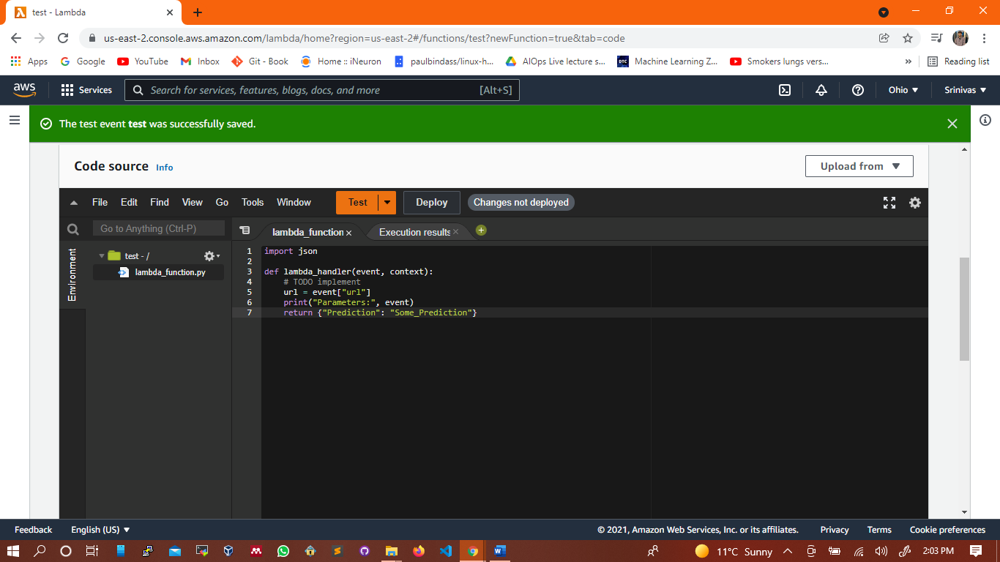 test - Lambda
us-east-2.console.aws.amazon.com/lambda/home?region=us-east-2#/functions/test?newFunction=true&tab=code
Apps Google YouTube Inbox Git - Book Home :: iNeuron paulbindass/linux-h... AIOps Live lecture s... DTC Machine Learning Z... Smokers lungs vers... » Reading list
aws Services Search for services, features, blogs, docs, and more [Alt+S] Ohio Srinivas
The test event test was successfully saved.
Code source Info Upload from
File Edit Find View Go Tools Window Test Deploy Changes not deployed
Go to Anything (Ctrl-P) lambda_function Execution results
Environment
test - /
lambda_function.py
1 import json
2
3 def lambda_handler(event, context):
4 # TODO implement
5 url = event["url"]
6 print("Parameters:", event)
7 return {"Prediction": "Some_Prediction"}
Feedback English (US) © 2021, Amazon Web Services, Inc. or its affiliates. Privacy Terms Cookie preferences
11°C Sunny 2:03 PM